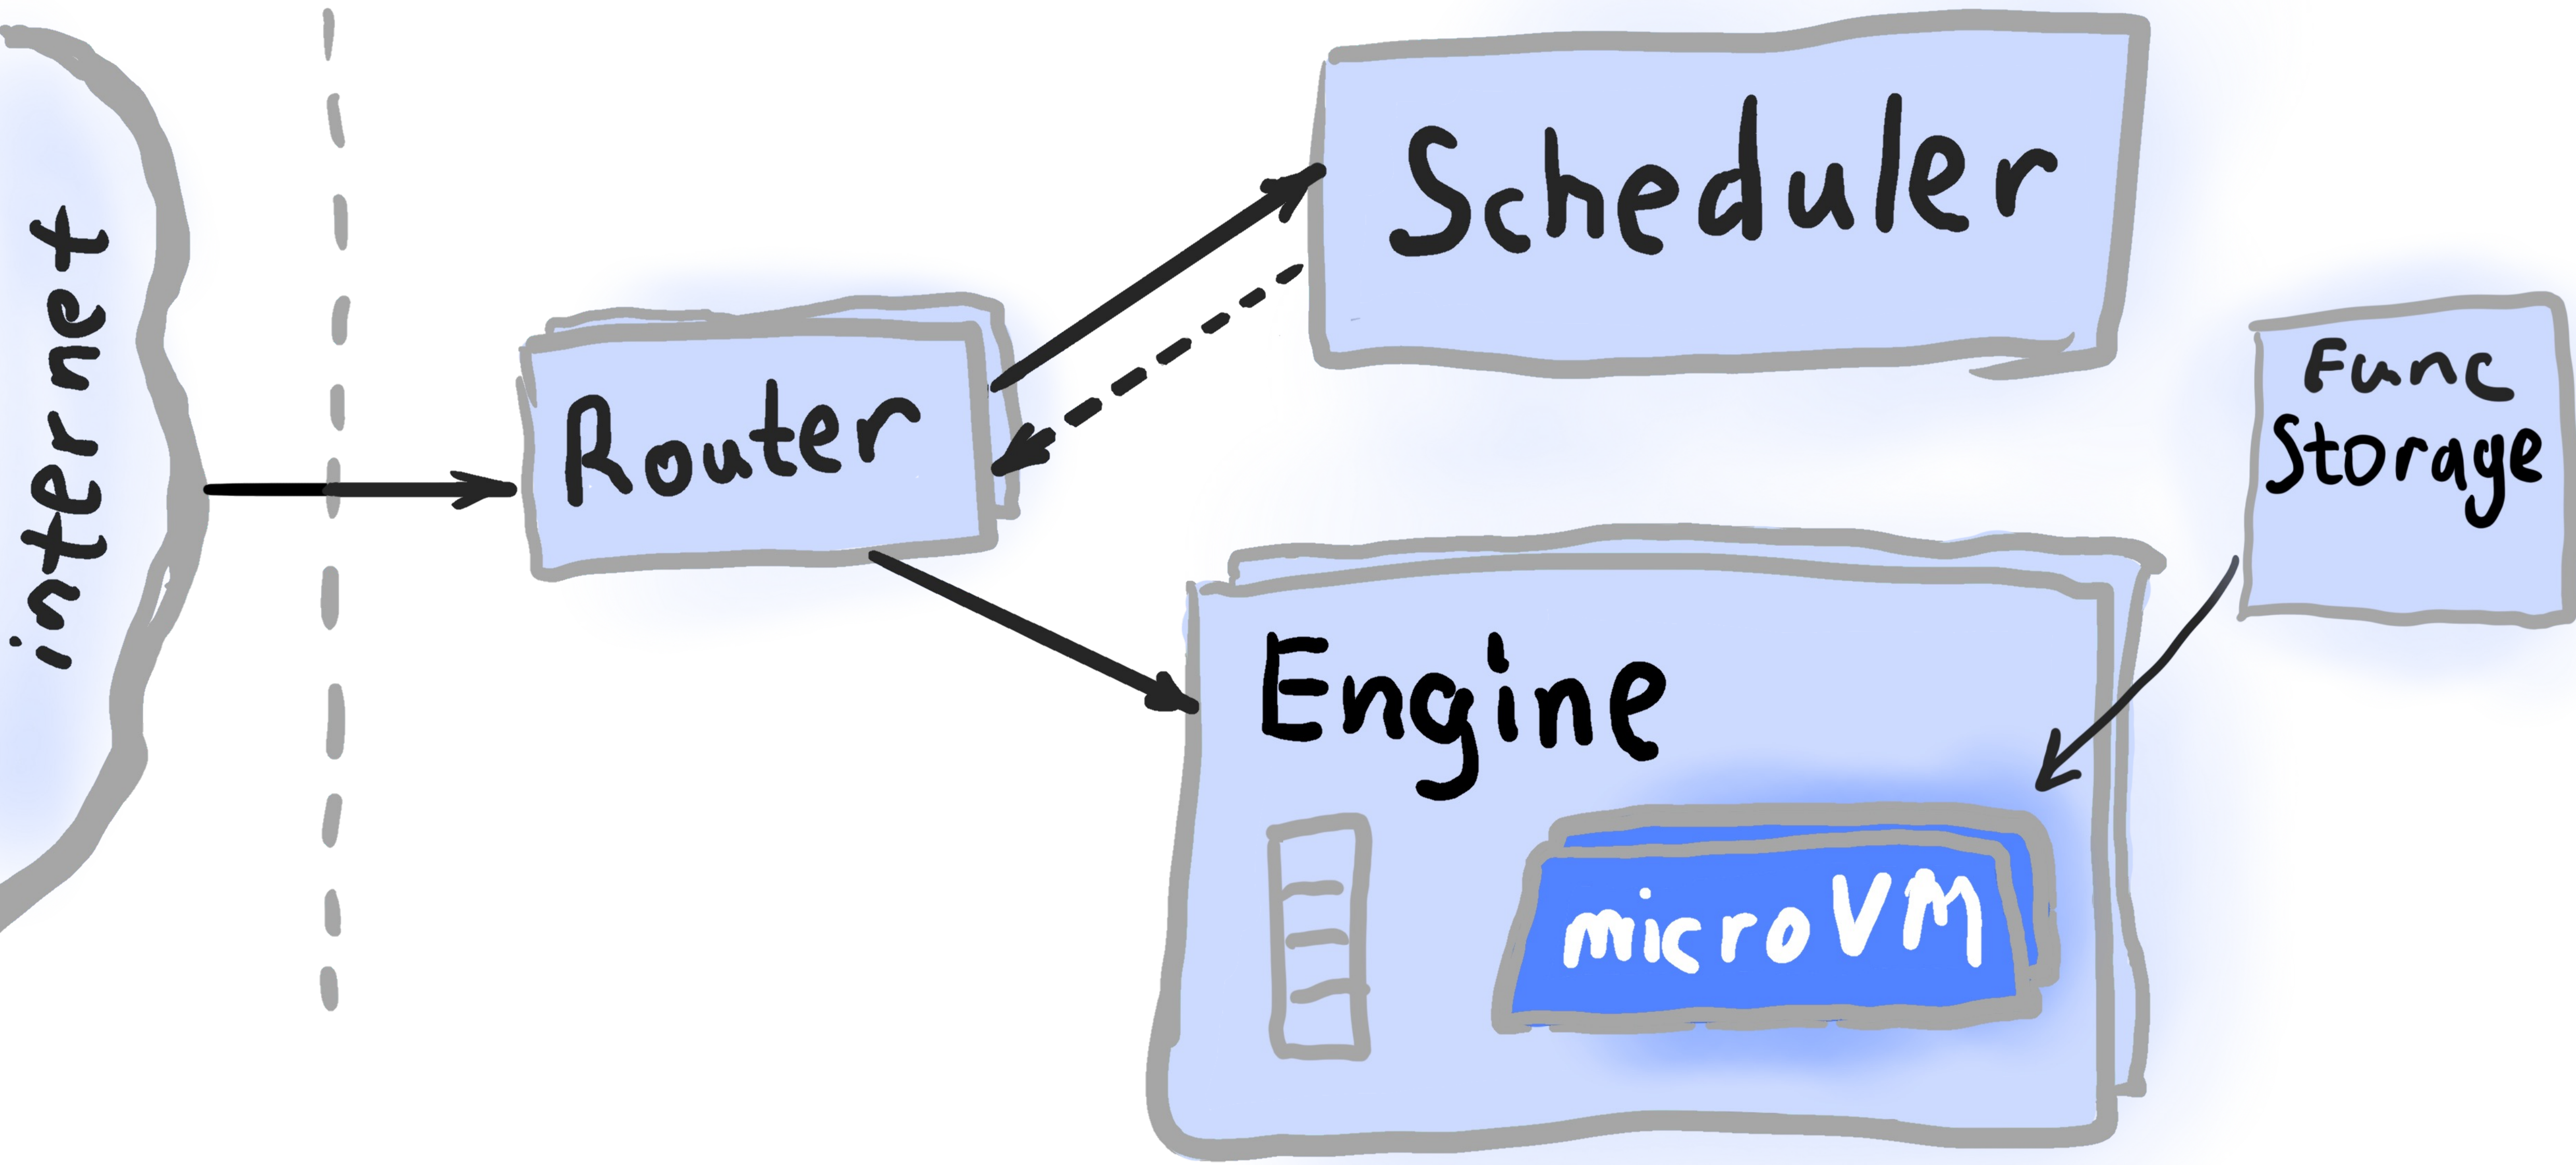 internet
Router
Scheduler
Func
Storage
Engine
microVM